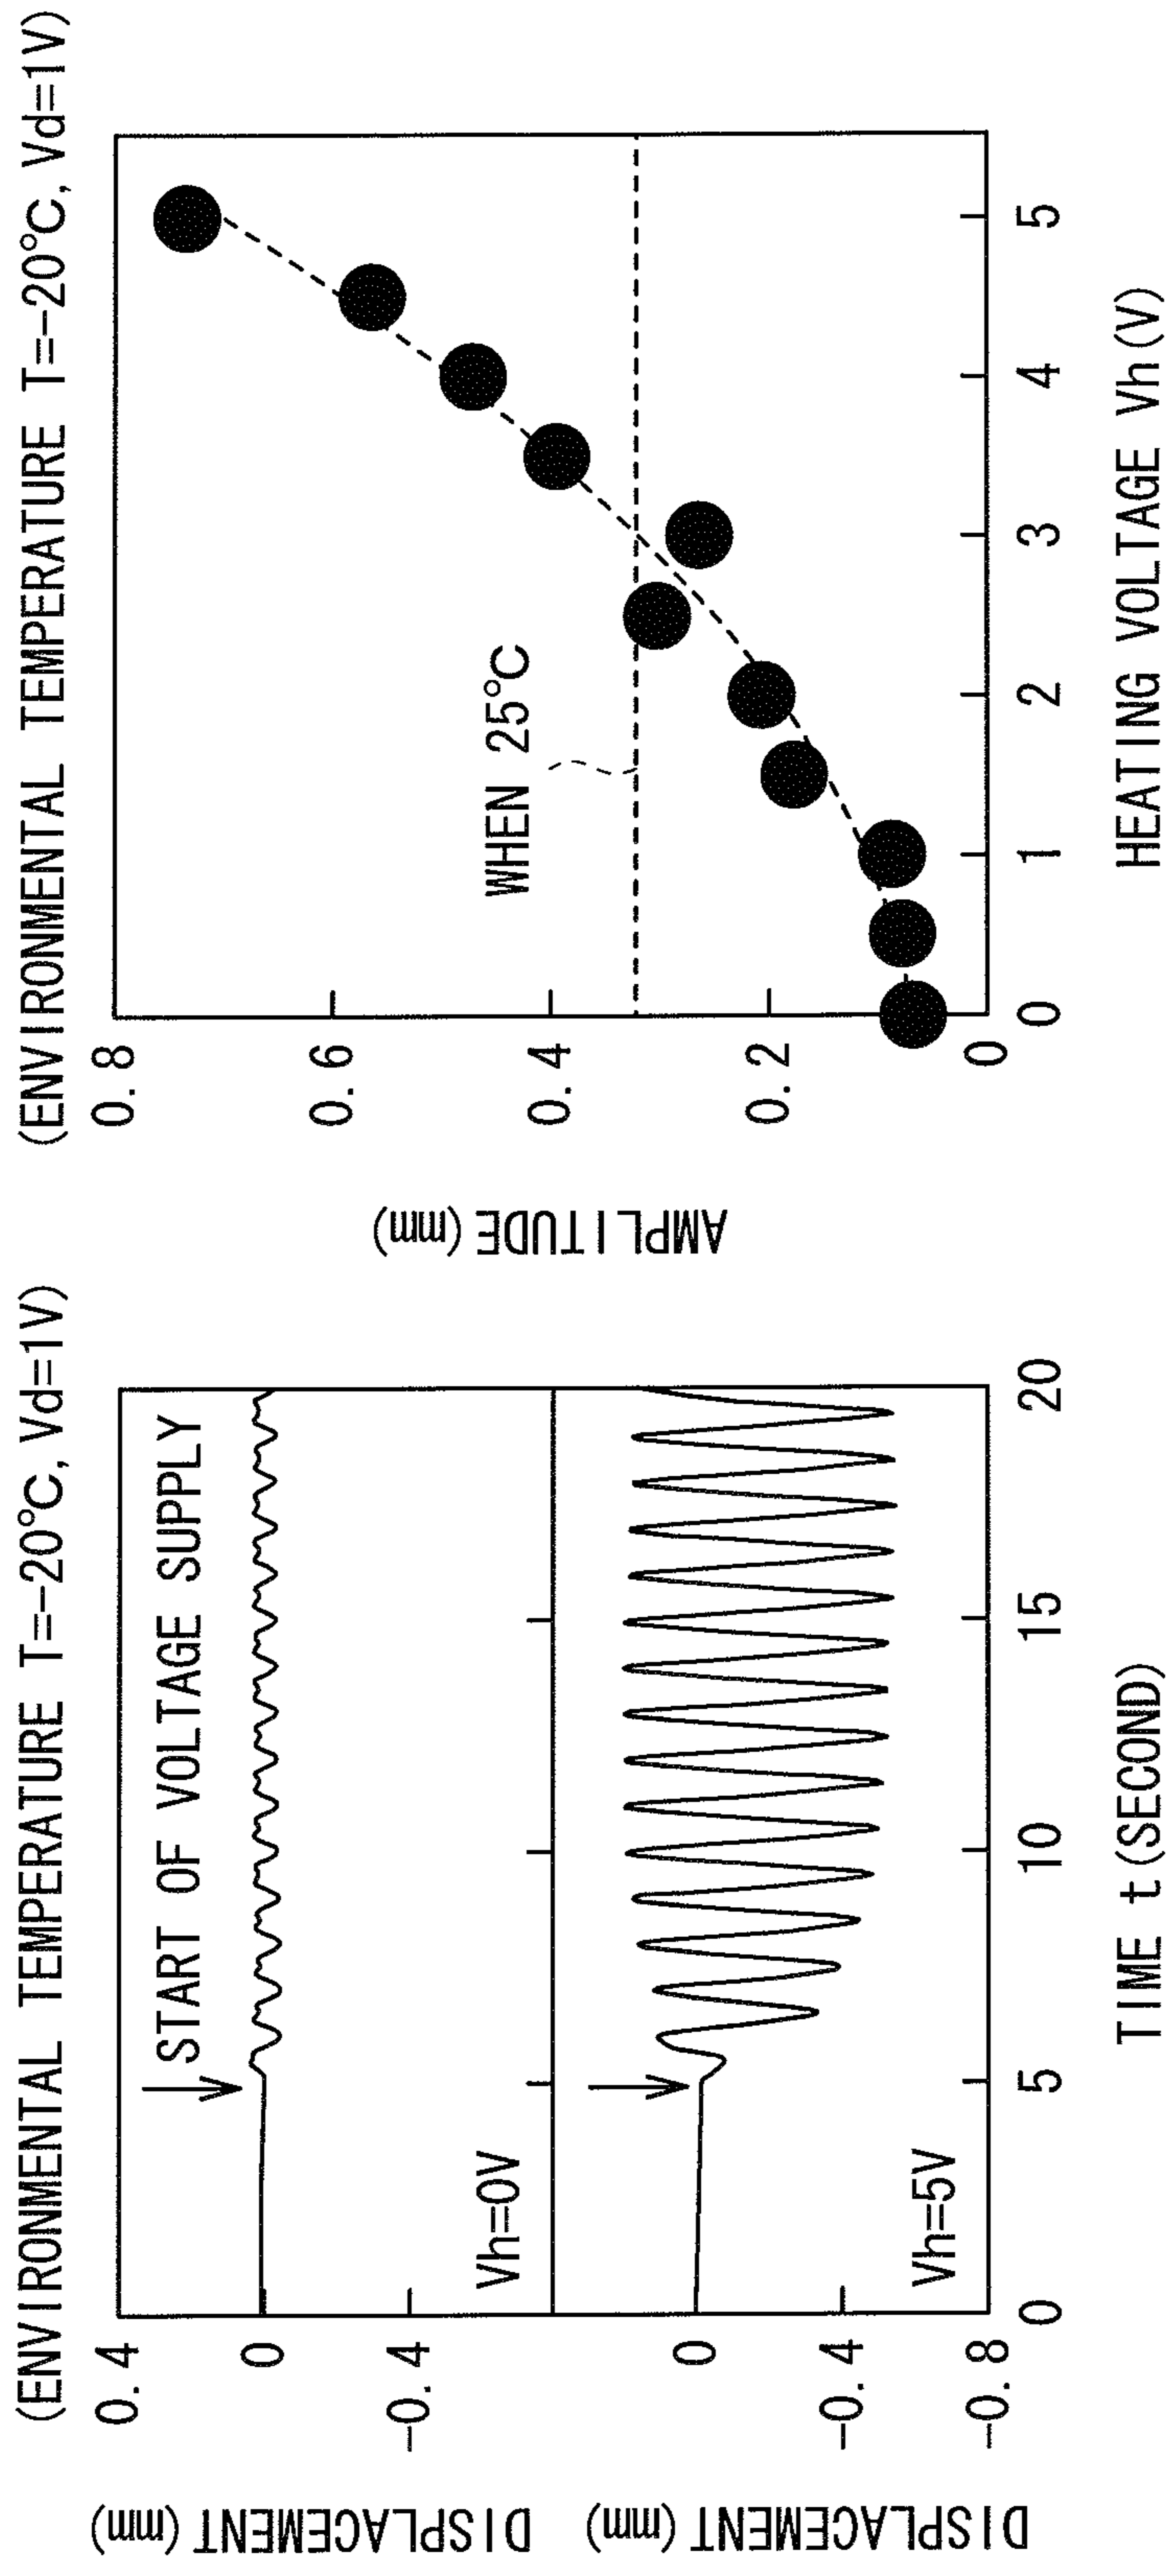 (ENVIRONMENTAL TEMPERATURE T=-20℃, Vd=1V)
DISPLACEMENT (mm)
0.4
0
-0.4
START OF VOLTAGE SUPPLY
Vh=0V
DISPLACEMENT (mm)
0
-0.4
-0.8
Vh=5V
0 5 10 15 20
TIME t (SECOND)
(ENVIRONMENTAL TEMPERATURE T=-20℃, Vd=1V)
AMPLITUDE (mm)
0.8
0.6
0.4
0.2
0
WHEN 25℃
0 1 2 3 4 5
HEATING VOLTAGE Vh (V)